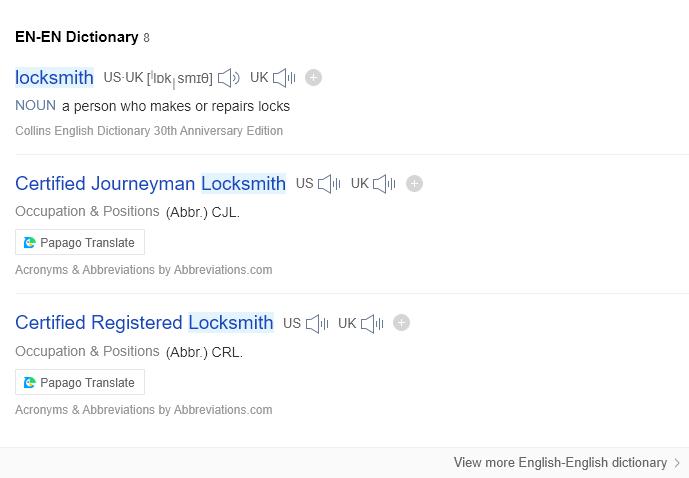 EN-EN Dictionary 8
locksmith US·UK [ˈlɒkˌsmɪθ] UK
NOUN a person who makes or repairs locks
Collins English Dictionary 30th Anniversary Edition
Certified Journeyman Locksmith US UK
Occupation & Positions (Abbr.) CJL.
Papago Translate
Acronyms & Abbreviations by Abbreviations.com
Certified Registered Locksmith US UK
Occupation & Positions (Abbr.) CRL.
Papago Translate
Acronyms & Abbreviations by Abbreviations.com
View more English-English dictionary